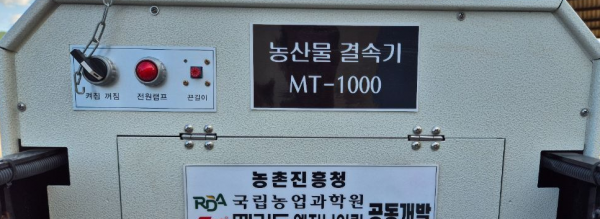 농산물 결속기
MT-1000
켜짐 꺼짐
전원램프
끈길이
농촌진흥청
RDA 국립농업과학원
공동개발